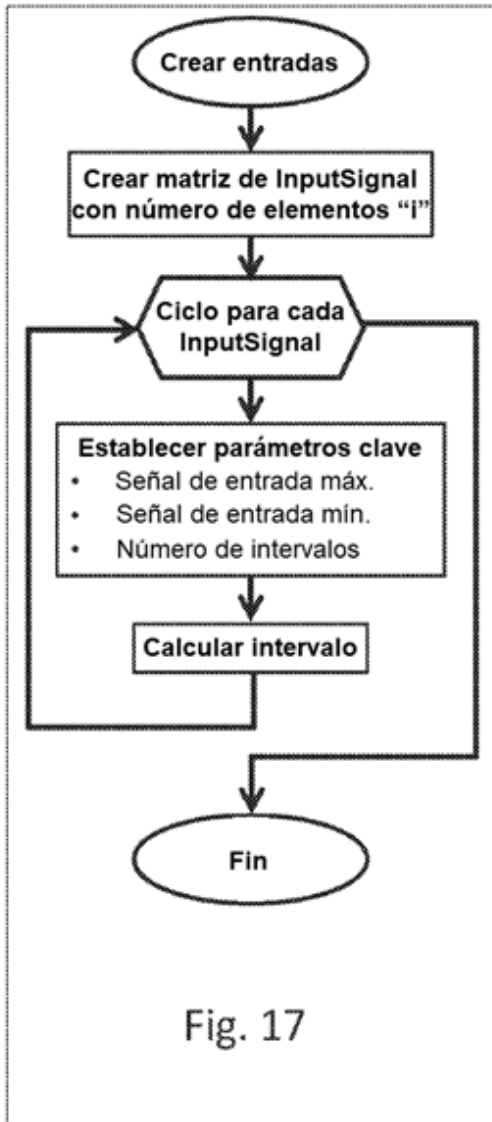 Crear entradas
Crear matriz de InputSignal
con número de elementos “i”
Ciclo para cada
InputSignal
Establecer parámetros clave
• Señal de entrada máx.
• Señal de entrada mín.
• Número de intervalos
Calcular intervalo
Fin
Fig. 17